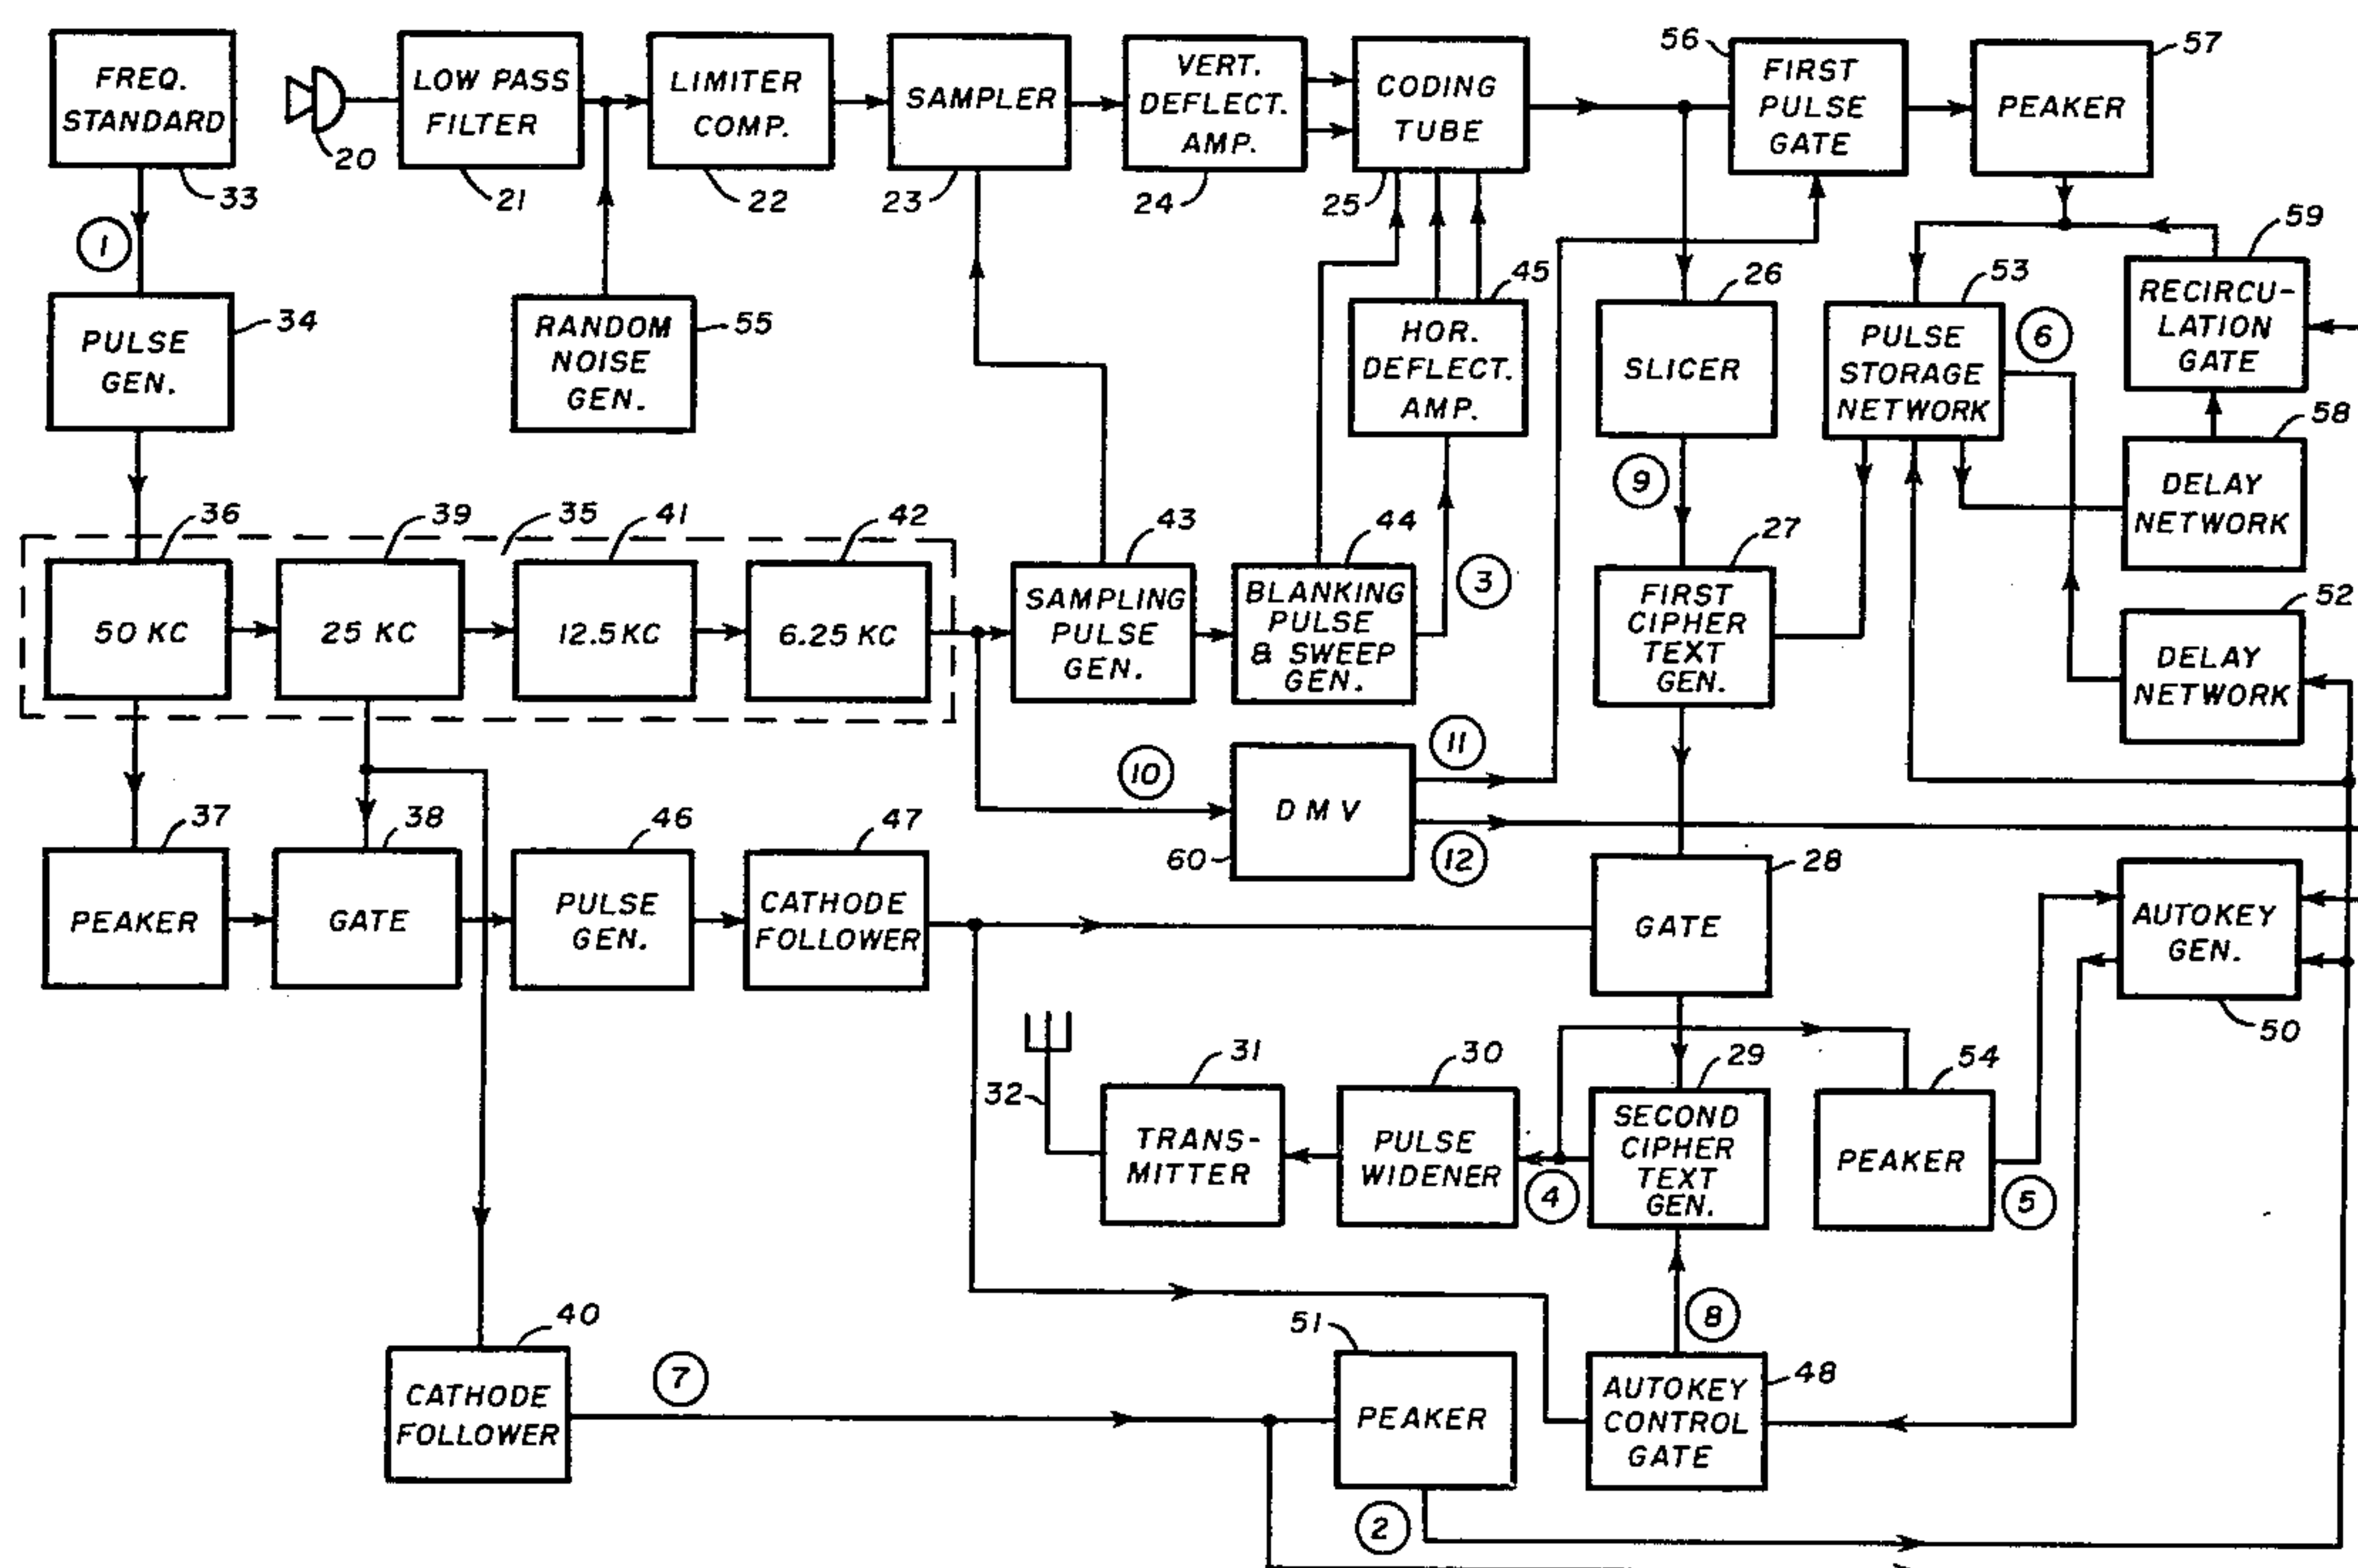 FREQ.
STANDARD
33
20
LOW PASS
FILTER
21
LIMITER
COMP.
22
SAMPLER
23
VERT.
DEFLECT.
AMP.
24
CODING
TUBE
25
56
FIRST
PULSE
GATE
57
PEAKER
1
PULSE
GEN.
34
RANDOM
NOISE
GEN.
55
45
HOR.
DEFLECT.
AMP.
26
SLICER
53
PULSE
STORAGE
NETWORK
6
59
RECIRCU-
LATION
GATE
58
DELAY
NETWORK
9
36
50 KC
39
25 KC
35
41
12.5 KC
42
6.25 KC
43
SAMPLING
PULSE
GEN.
44
BLANKING
PULSE
& SWEEP
GEN.
3
27
FIRST
CIPHER
TEXT
GEN.
52
DELAY
NETWORK
10
DMV
60
11
12
37
PEAKER
38
GATE
46
PULSE
GEN.
47
CATHODE
FOLLOWER
28
GATE
AUTOKEY
GEN.
50
32
31
TRANS-
MITTER
30
PULSE
WIDENER
4
29
SECOND
CIPHER
TEXT
GEN.
54
PEAKER
5
40
CATHODE
FOLLOWER
7
51
PEAKER
2
8
48
AUTOKEY
CONTROL
GATE